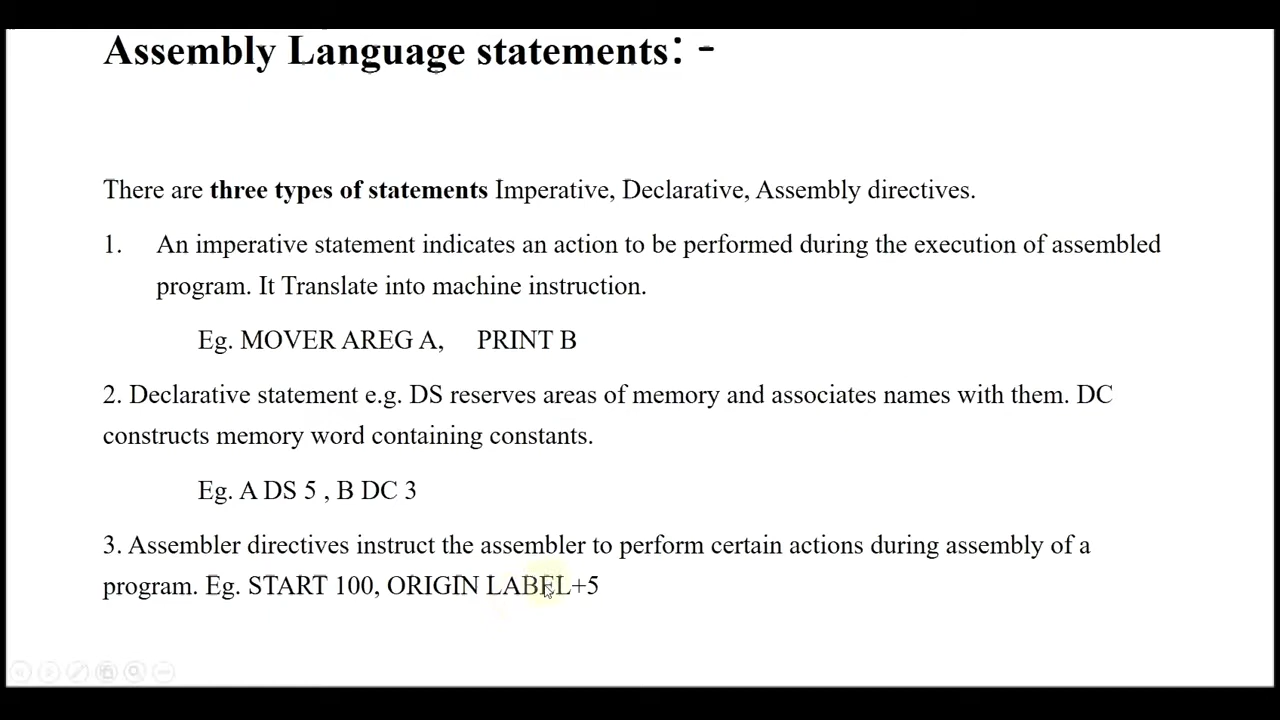 Assembly Language statements: -
There are three types of statements Imperative, Declarative, Assembly directives.
1. An imperative statement indicates an action to be performed during the execution of assembled
program. It Translate into machine instruction.
Eg. MOVER AREG A, PRINT B
2. Declarative statement e.g. DS reserves areas of memory and associates names with them. DC
constructs memory word containing constants.
Eg. A DS 5 , B DC 3
3. Assembler directives instruct the assembler to perform certain actions during assembly of a
program. Eg. START 100, ORIGIN LABEL+5